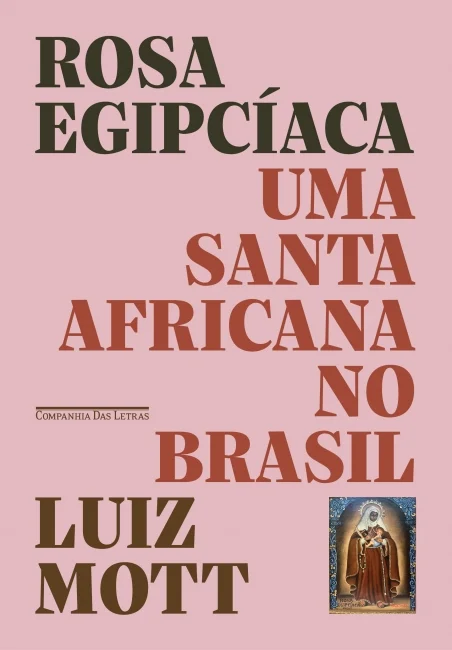 ROSA
EGIPCÍACA
UMA
SANTA
AFRICANA
NO
COMPANHIA DAS LETRAS
BRASIL
LUIZ
MOTT